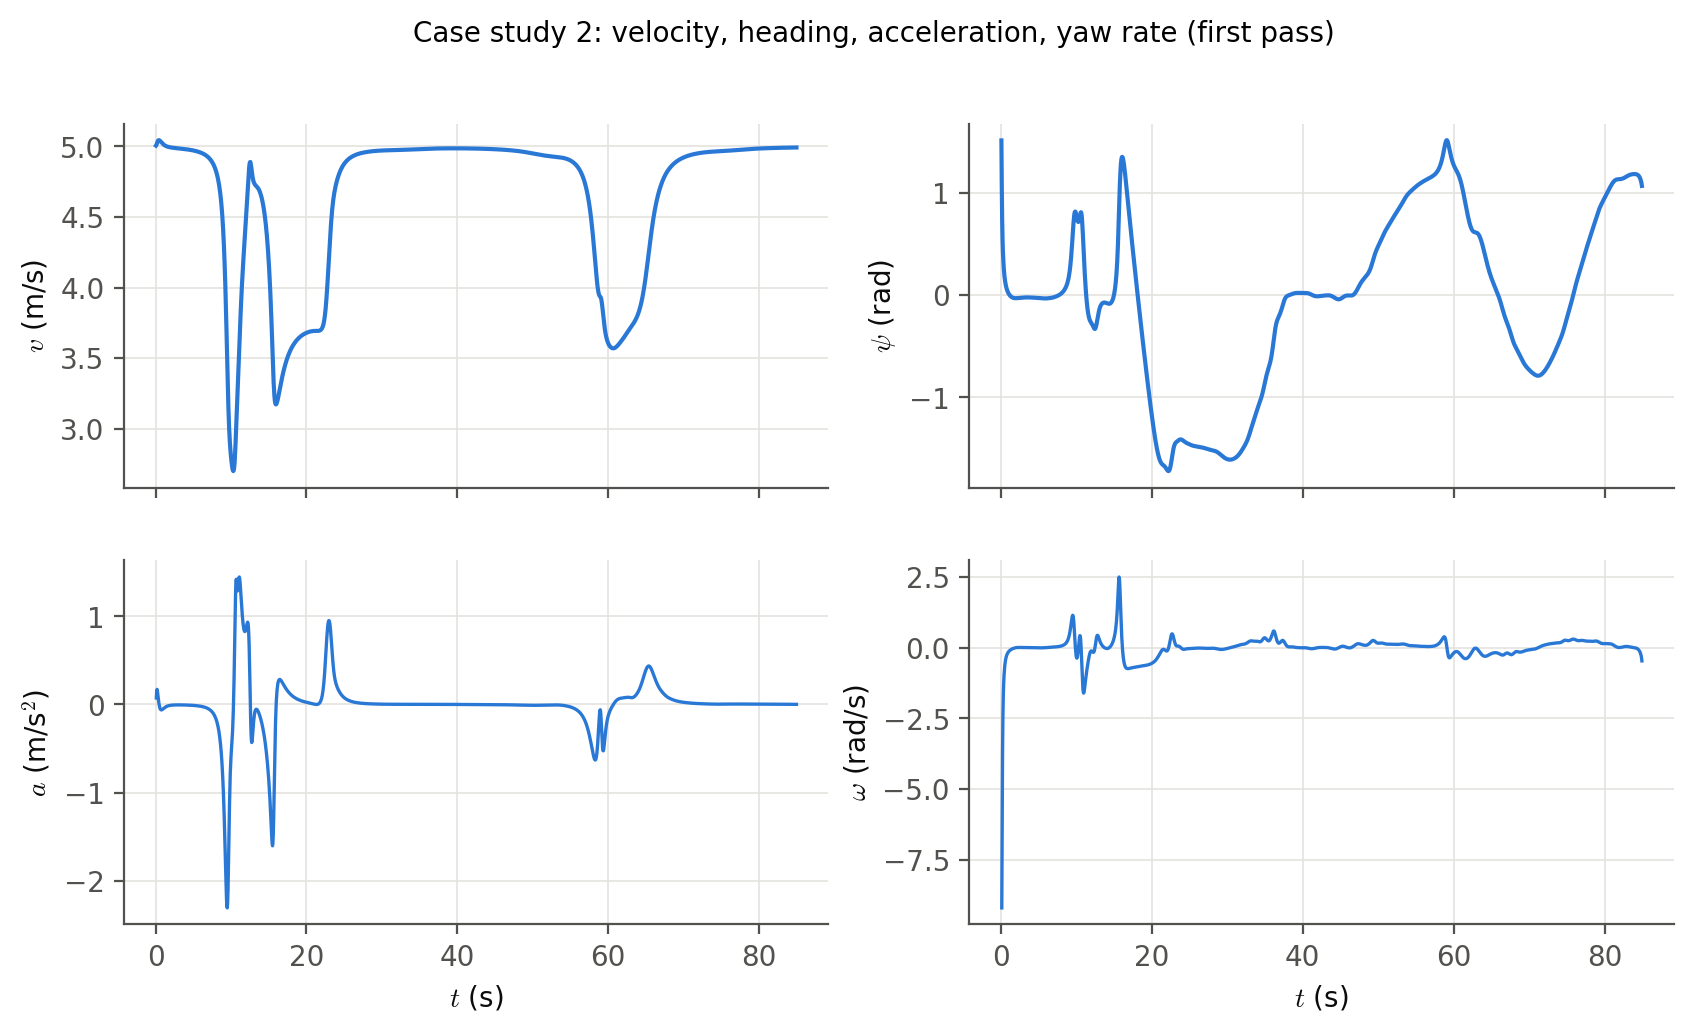 Case study 2: velocity, heading, acceleration, yaw rate (first pass)
5.0
4.5
4.0
3.5
3.0
v (m/s)
1
0
−1
ψ (rad)
1
0
−1
−2
a (m/s²)
0 20 40 60 80
t (s)
2.5
0.0
−2.5
−5.0
−7.5
ω (rad/s)
0 20 40 60 80
t (s)